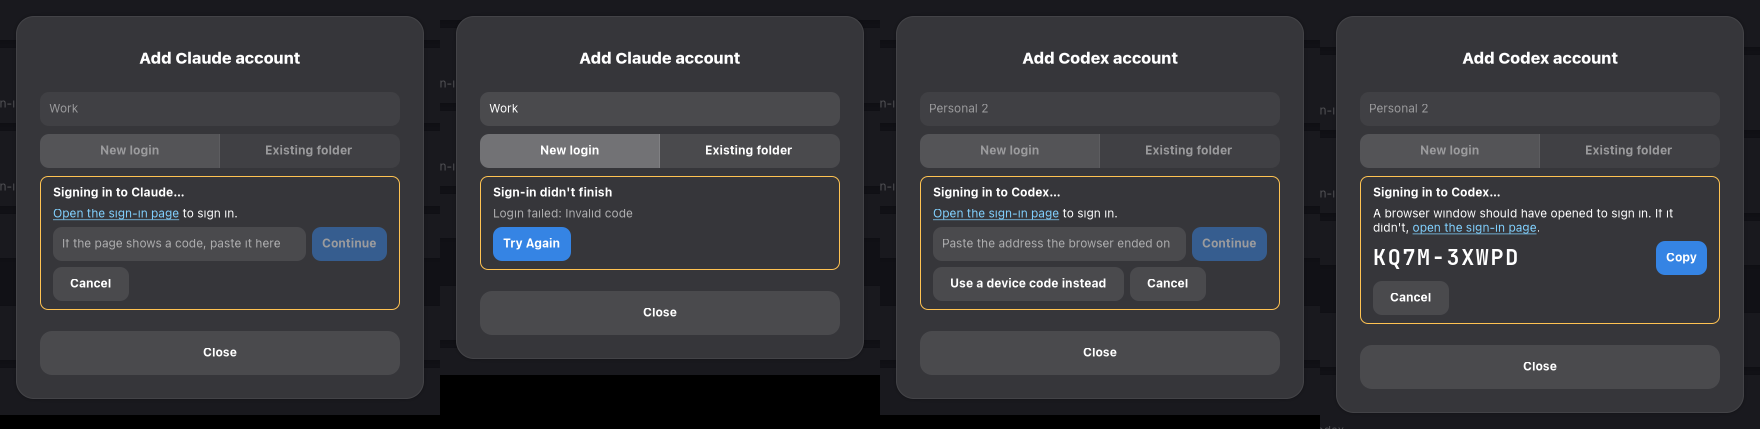 Add Claude account
Work
New login
Existing folder
Signing in to Claude...
Open the sign-in page to sign in.
If the page shows a code, paste it here
Continue
Cancel
Close
Add Claude account
Work
New login
Existing folder
Sign-in didn't finish
Login failed: Invalid code
Try Again
Close
Add Codex account
Personal 2
New login
Existing folder
Signing in to Codex...
Open the sign-in page to sign in.
Paste the address the browser ended on
Continue
Use a device code instead
Cancel
Close
Add Codex account
Personal 2
New login
Existing folder
Signing in to Codex...
A browser window should have opened to sign in. If it
didn't, open the sign-in page.
KQ7M-3XWPD
Copy
Cancel
Close